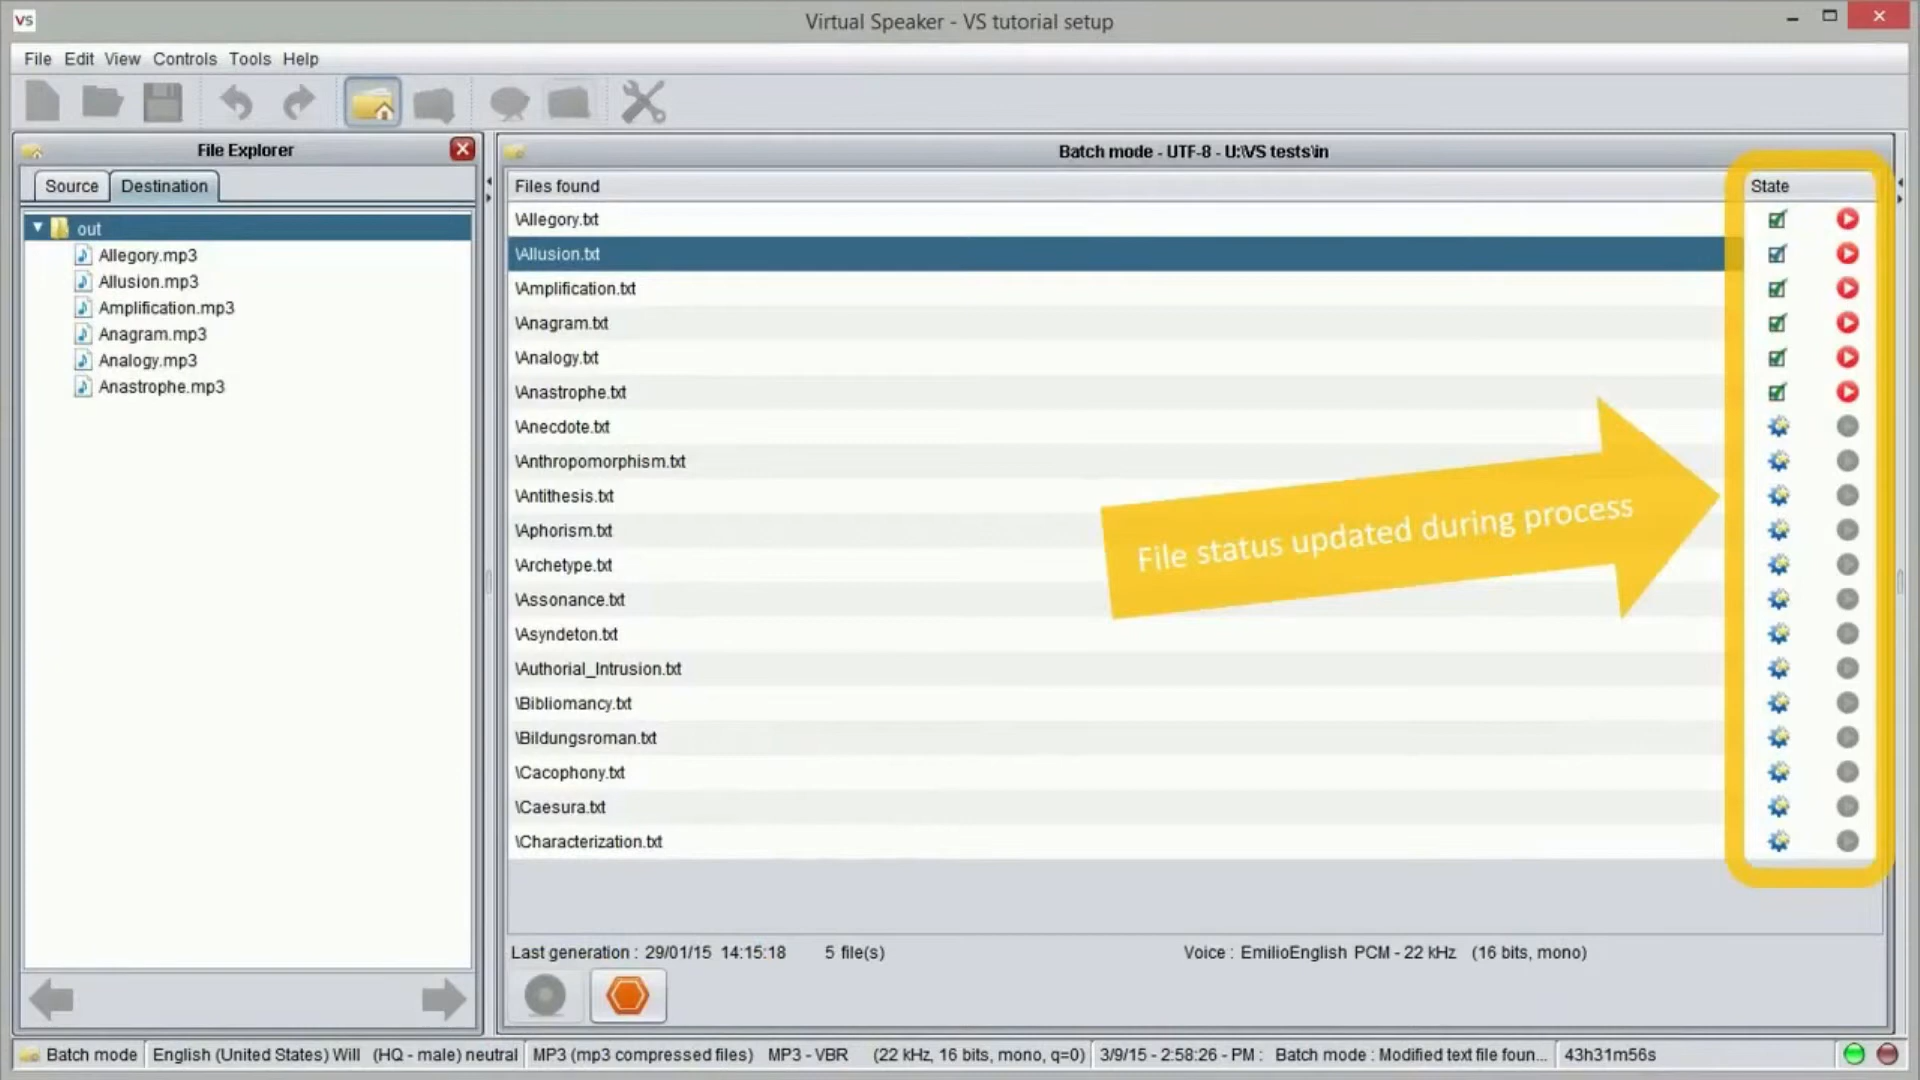 VS
Virtual Speaker - VS tutorial setup
File Edit View Controls Tools Help
File Explorer
Source Destination
out
Allegory.mp3
Allusion.mp3
Amplification.mp3
Anagram.mp3
Analogy.mp3
Anastrophe.mp3
Batch mode - UTF-8 - U:\VS tests\in
Files found State
\Allegory.txt
\Allusion.txt
\Amplification.txt
\Anagram.txt
\Analogy.txt
\Anastrophe.txt
\Anecdote.txt
\Anthropomorphism.txt
\Antithesis.txt
\Aphorism.txt
\Archetype.txt
\Assonance.txt
\Asyndeton.txt
\Authorial_Intrusion.txt
\Bibliomancy.txt
\Bildungsroman.txt
\Cacophony.txt
\Caesura.txt
\Characterization.txt
File status updated during process
Last generation : 29/01/15 14:15:18 5 file(s) Voice : EmilioEnglish PCM - 22 kHz (16 bits, mono)
Batch mode English (United States) Will (HQ - male) neutral MP3 (mp3 compressed files) MP3 - VBR (22 kHz, 16 bits, mono, q=0) 3/9/15 - 2:58:26 - PM : Batch mode : Modified text file foun... 43h31m56s